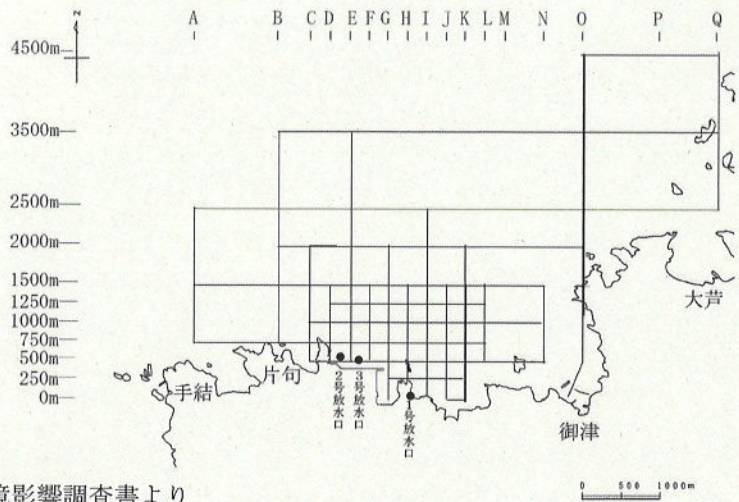 A B C D E F G H I J K L M N O P Q
N
4500m
3500m
2500m
2000m
1500m
1250m
1000m
750m
500m
250m
0m
手結
片句
2号放水口
3号放水口
1号放水口
御津
大芦
境影響調査書より
0 500 1000m